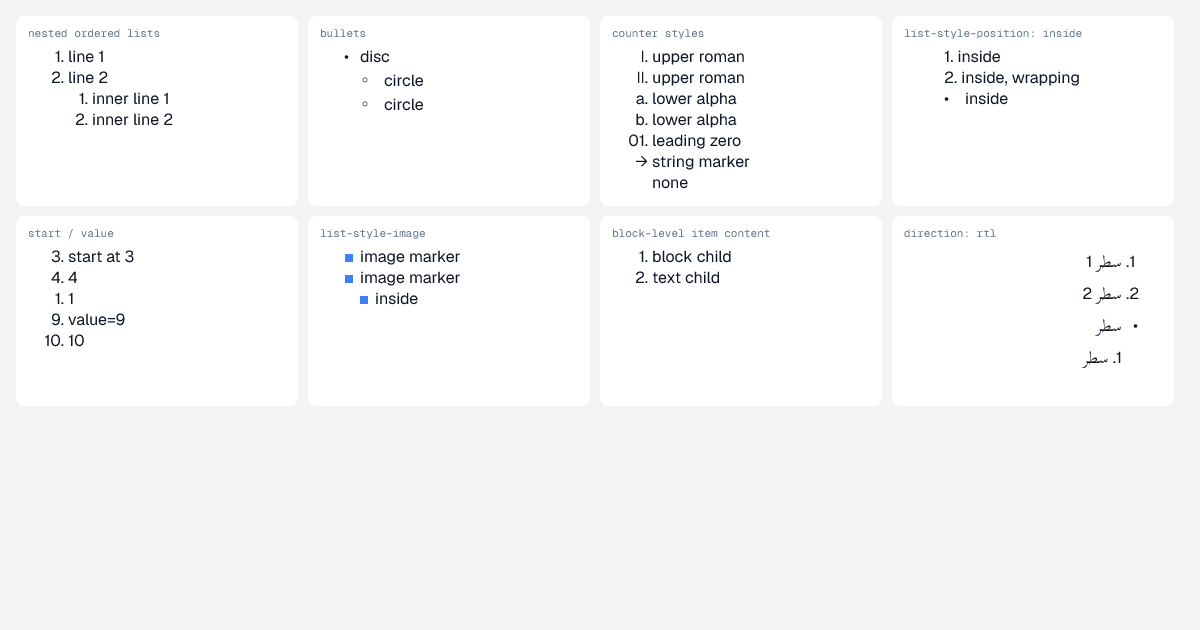 nested ordered lists
1. line 1
2. line 2
1. inner line 1
2. inner line 2
bullets
• disc
◦ circle
◦ circle
counter styles
I. upper roman
II. upper roman
a. lower alpha
b. lower alpha
01. leading zero
→ string marker
none
list-style-position: inside
1. inside
2. inside, wrapping
• inside
start / value
3. start at 3
4. 4
1. 1
9. value=9
10. 10
list-style-image
image marker
image marker
inside
block-level item content
1. block child
2. text child
direction: rtl
1. سطر 1
2. سطر 2
• سطر
1. سطر